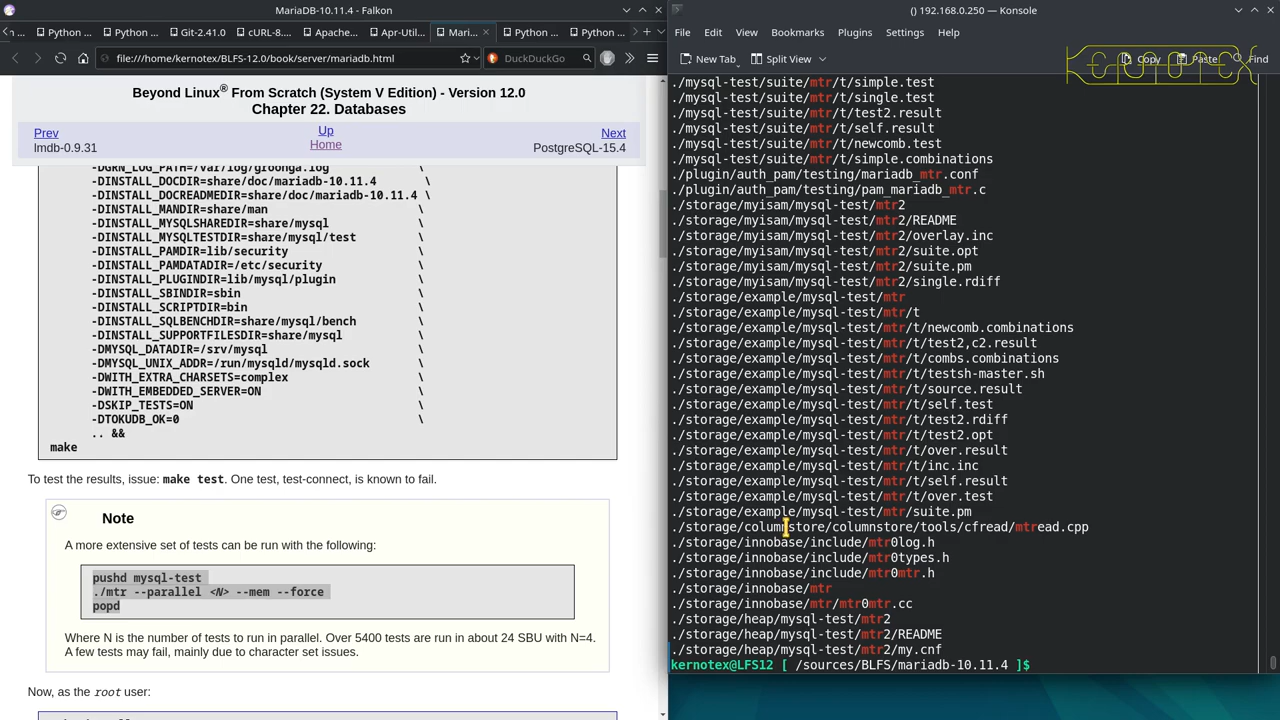 MariaDB-10.11.4 - Falkon
Python ...
Python ...
Git-2.41.0
cURL-8....
Apache...
Apr-Util...
Mari...
Python ...
Python ...
file:///home/kernotex/BLFS-12.0/book/server/mariadb.html
DuckDuckGo
Beyond Linux® From Scratch (System V Edition) - Version 12.0
Chapter 22. Databases
Prev
Up
Next
lmdb-0.9.31
Home
PostgreSQL-15.4
-DGRN_LOG_PATH=/var/log/groonga.log \
-DINSTALL_DOCDIR=share/doc/mariadb-10.11.4 \
-DINSTALL_DOCREADMEDIR=share/doc/mariadb-10.11.4 \
-DINSTALL_MANDIR=share/man \
-DINSTALL_MYSQLSHAREDIR=share/mysql \
-DINSTALL_MYSQLTESTDIR=share/mysql/test \
-DINSTALL_PAMDIR=lib/security \
-DINSTALL_PAMDATADIR=/etc/security \
-DINSTALL_PLUGINDIR=lib/mysql/plugin \
-DINSTALL_SBINDIR=sbin \
-DINSTALL_SCRIPTDIR=bin \
-DINSTALL_SQLBENCHDIR=share/mysql/bench \
-DINSTALL_SUPPORTFILESDIR=share/mysql \
-DMYSQL_DATADIR=/srv/mysql \
-DMYSQL_UNIX_ADDR=/run/mysqld/mysqld.sock \
-DWITH_EXTRA_CHARSETS=complex \
-DWITH_EMBEDDED_SERVER=ON \
-DSKIP_TESTS=ON \
-DTOKUDB_OK=0 \
.. &&
make
To test the results, issue: make test. One test, test-connect, is known to fail.
Note
A more extensive set of tests can be run with the following:
pushd mysql-test
./mtr --parallel <N> --mem --force
popd
Where N is the number of tests to run in parallel. Over 5400 tests are run in about 24 SBU with N=4.
A few tests may fail, mainly due to character set issues.
Now, as the root user:
() 192.168.0.250 — Konsole
File Edit View Bookmarks Plugins Settings Help
New Tab
Split View
Copy
Paste
Find
./mysql-test/suite/mtr/t/simple.test
./mysql-test/suite/mtr/t/single.test
./mysql-test/suite/mtr/t/test2.result
./mysql-test/suite/mtr/t/self.result
./mysql-test/suite/mtr/t/newcomb.test
./mysql-test/suite/mtr/t/simple.combinations
./plugin/auth_pam/testing/mariadb_mtr.conf
./plugin/auth_pam/testing/pam_mariadb_mtr.c
./storage/myisam/mysql-test/mtr2
./storage/myisam/mysql-test/mtr2/README
./storage/myisam/mysql-test/mtr2/overlay.inc
./storage/myisam/mysql-test/mtr2/suite.opt
./storage/myisam/mysql-test/mtr2/suite.pm
./storage/myisam/mysql-test/mtr2/single.rdiff
./storage/example/mysql-test/mtr
./storage/example/mysql-test/mtr/t
./storage/example/mysql-test/mtr/t/newcomb.combinations
./storage/example/mysql-test/mtr/t/test2,c2.result
./storage/example/mysql-test/mtr/t/combs.combinations
./storage/example/mysql-test/mtr/t/testsh-master.sh
./storage/example/mysql-test/mtr/t/source.result
./storage/example/mysql-test/mtr/t/self.test
./storage/example/mysql-test/mtr/t/test2.rdiff
./storage/example/mysql-test/mtr/t/test2.opt
./storage/example/mysql-test/mtr/t/over.result
./storage/example/mysql-test/mtr/t/inc.inc
./storage/example/mysql-test/mtr/t/self.result
./storage/example/mysql-test/mtr/t/over.test
./storage/example/mysql-test/mtr/suite.pm
./storage/columnstore/columnstore/tools/cfread/mtread.cpp
./storage/innobase/include/mtr0log.h
./storage/innobase/include/mtr0types.h
./storage/innobase/include/mtr0mtr.h
./storage/innobase/mtr
./storage/innobase/mtr/mtr0mtr.cc
./storage/heap/mysql-test/mtr2
./storage/heap/mysql-test/mtr2/README
./storage/heap/mysql-test/mtr2/my.cnf
kernotex@LFS12 [ /sources/BLFS/mariadb-10.11.4 ]$